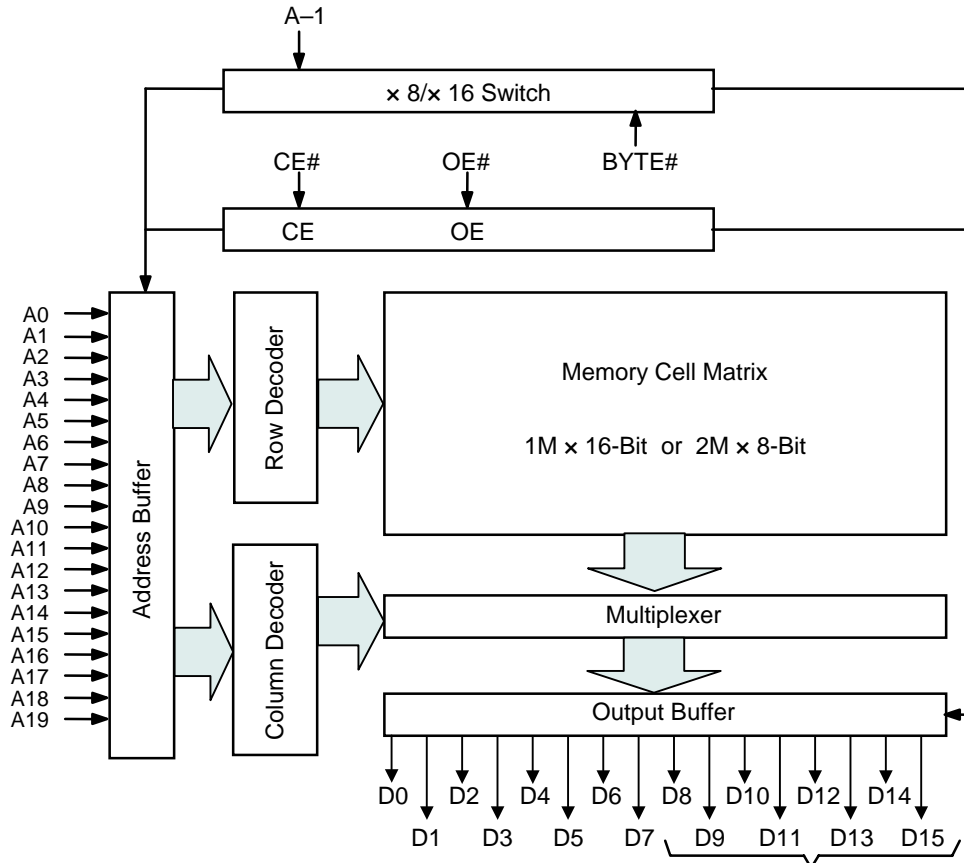 A–1
× 8/× 16 Switch
CE# OE# BYTE#
CE OE
A0
A1
A2
A3
A4
A5
A6
A7
A8
A9
A10
A11
A12
A13
A14
A15
A16
A17
A18
A19
Address Buffer
Row Decoder
Column Decoder
Memory Cell Matrix
1M × 16-Bit or 2M × 8-Bit
Multiplexer
Output Buffer
D0 D2 D4 D6 D8 D10 D12 D14
D1 D3 D5 D7 D9 D11 D13 D15